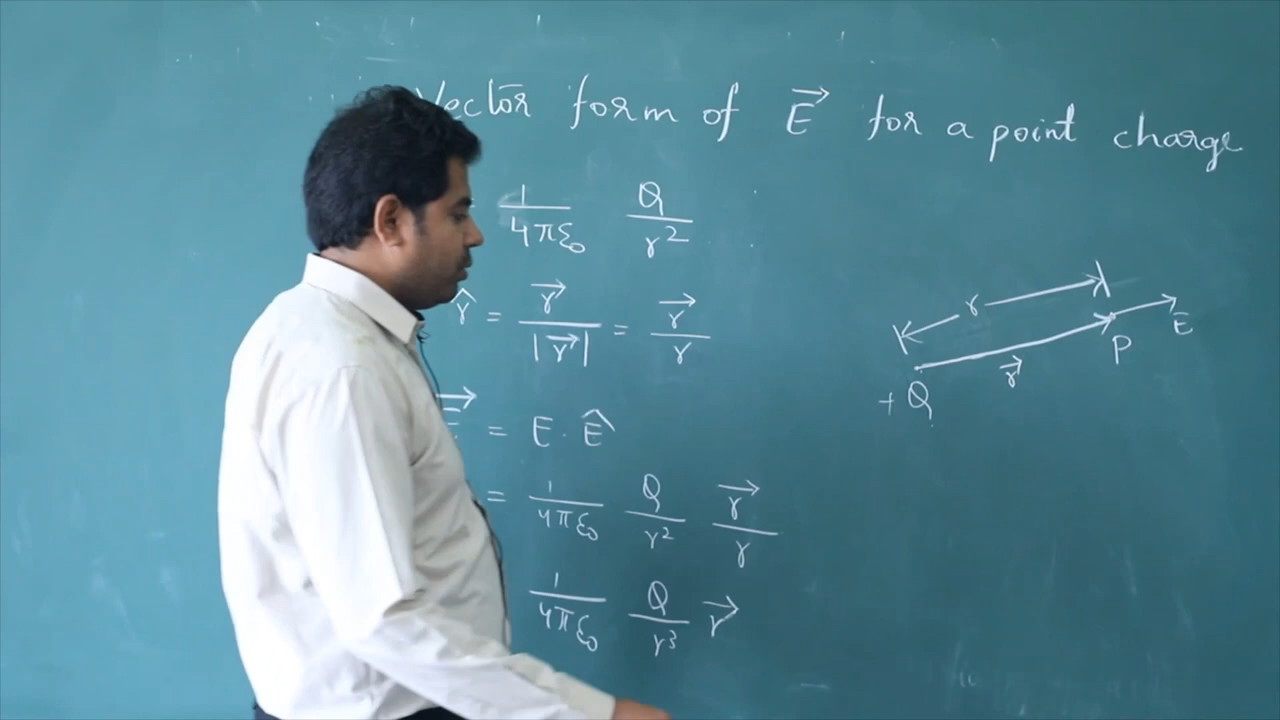 Vector form of E⃗ for a point charge
1/4πε₀ Q/r²
r̂ = r⃗/|r⃗| = r⃗/r
E⃗ = E · Ê
= 1/4πε₀ Q/r² r⃗/r
1/4πε₀ Q/r³ r⃗
r
r⃗
P
E̅
+Q